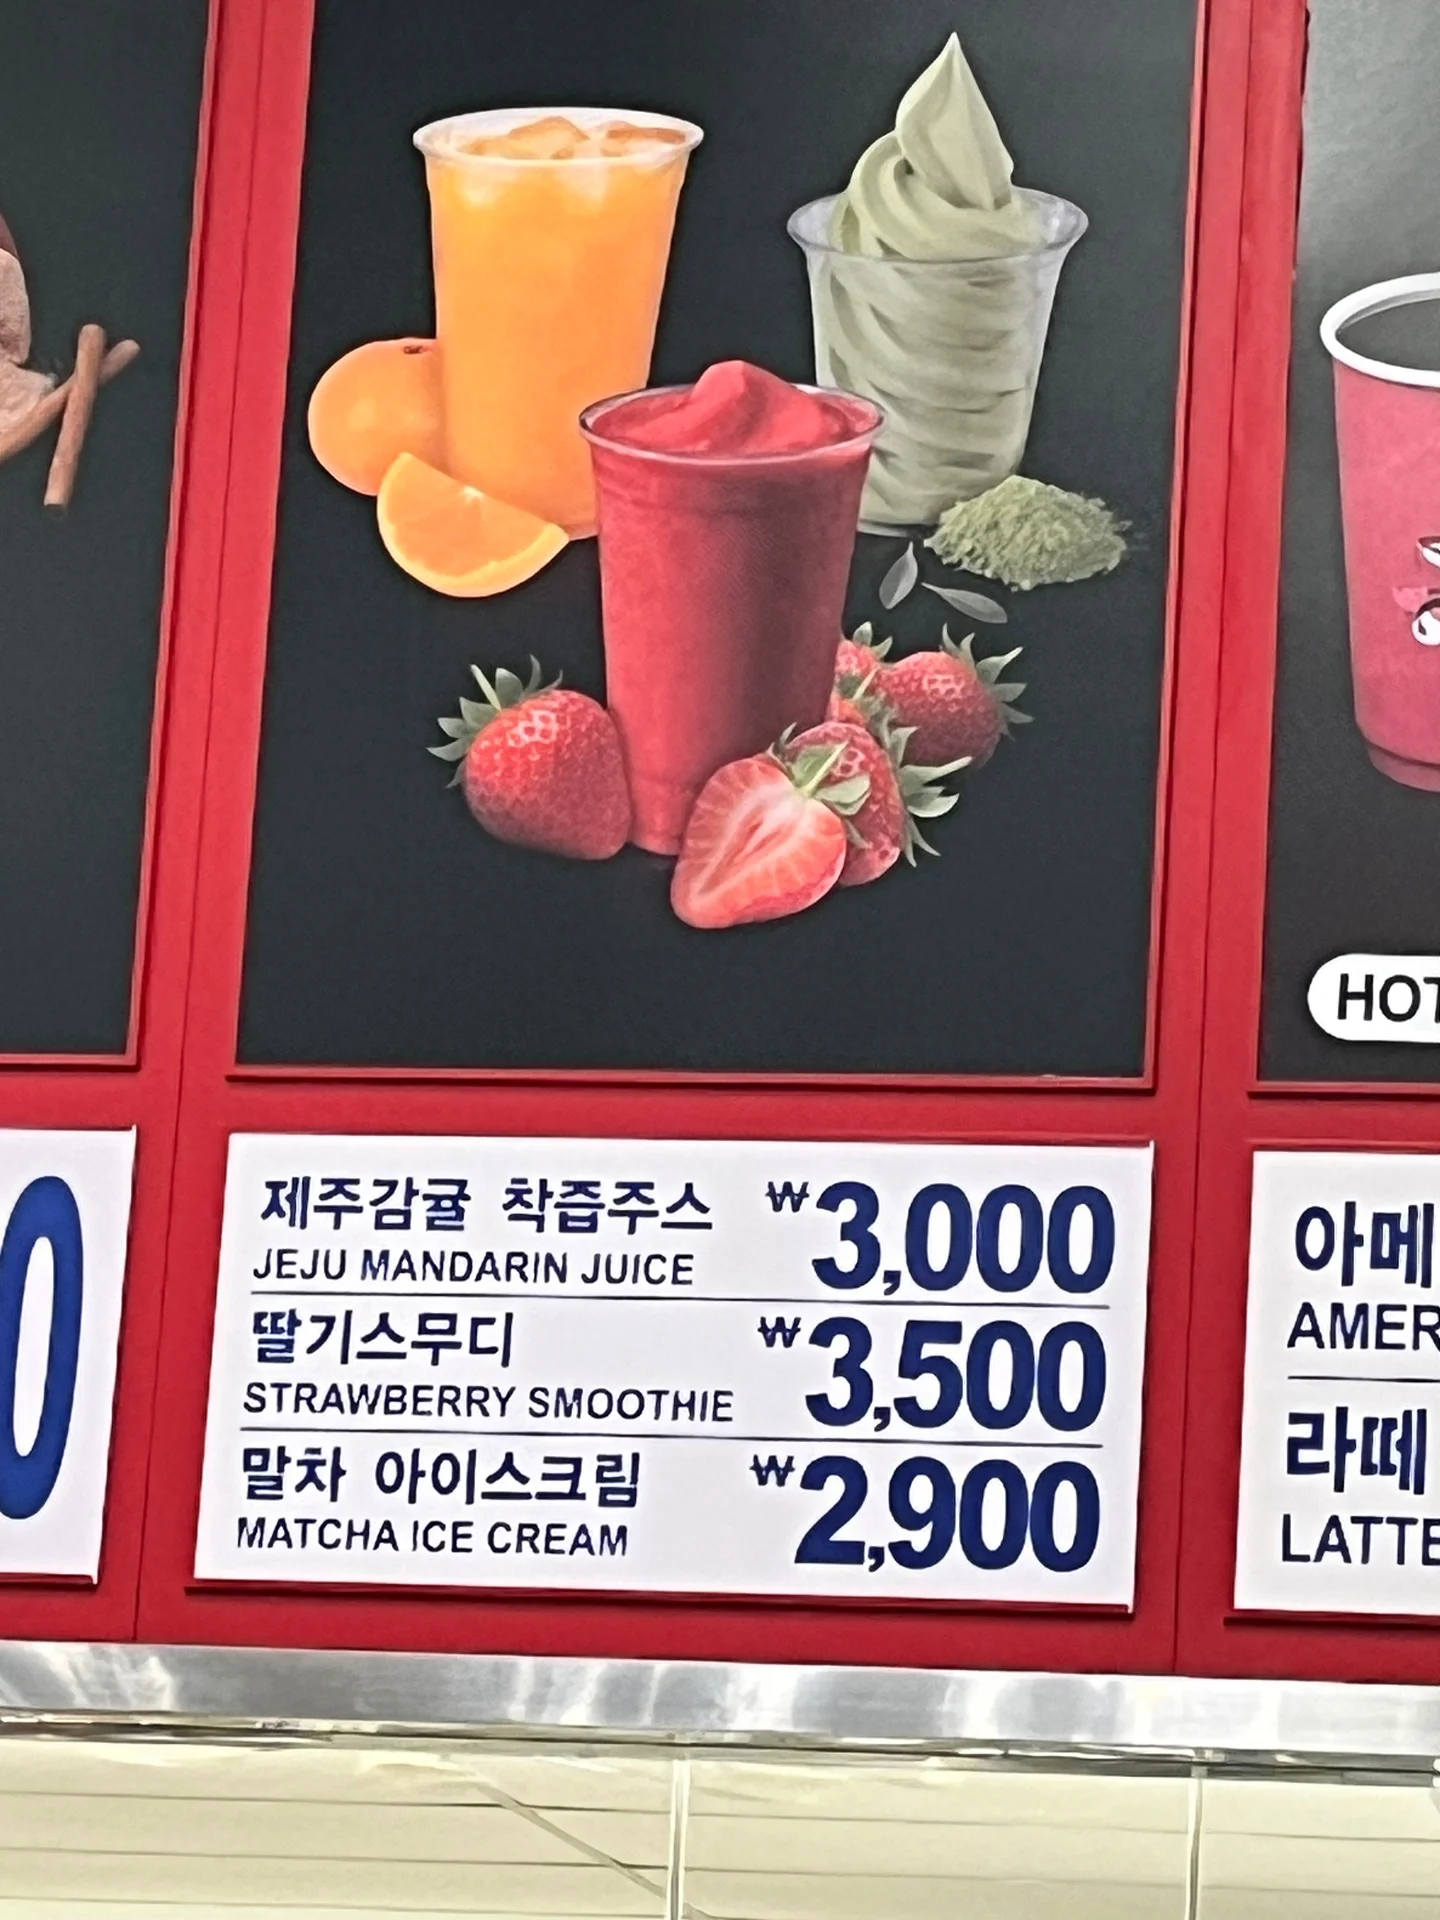 제주감귤 착즙주스 ₩3,000
JEJU MANDARIN JUICE
딸기스무디 ₩3,500
STRAWBERRY SMOOTHIE
말차 아이스크림 ₩2,900
MATCHA ICE CREAM
0
HOT
아메
AMER
라떼
LATTE